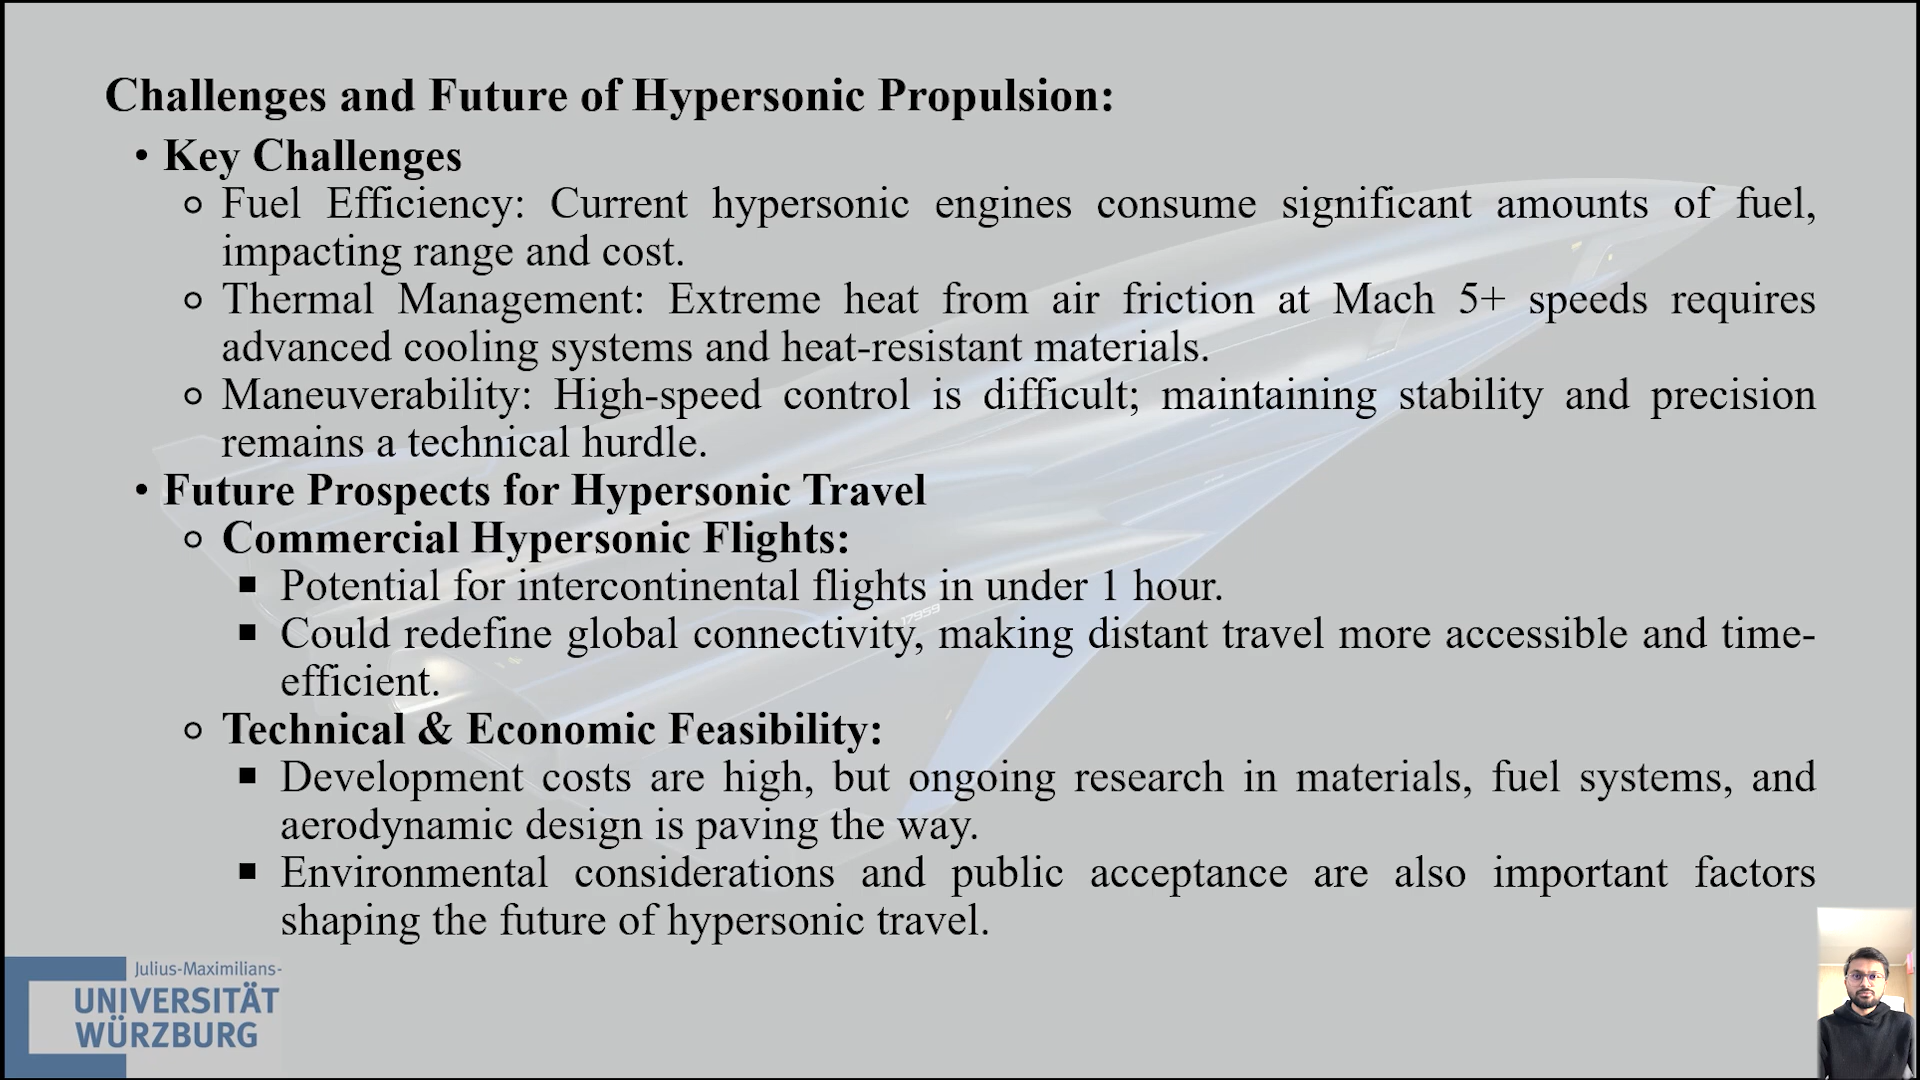 Challenges and Future of Hypersonic Propulsion:
• Key Challenges
Fuel Efficiency: Current hypersonic engines consume significant amounts of fuel,
impacting range and cost.
Thermal Management: Extreme heat from air friction at Mach 5+ speeds requires
advanced cooling systems and heat-resistant materials.
Maneuverability: High-speed control is difficult; maintaining stability and precision
remains a technical hurdle.
• Future Prospects for Hypersonic Travel
Commercial Hypersonic Flights:
Potential for intercontinental flights in under 1 hour.
17959
Could redefine global connectivity, making distant travel more accessible and time-
efficient.
Technical & Economic Feasibility:
Development costs are high, but ongoing research in materials, fuel systems, and
aerodynamic design is paving the way.
Environmental considerations and public acceptance are also important factors
shaping the future of hypersonic travel.
Julius-Maximilians-
UNIVERSITÄT
WÜRZBURG